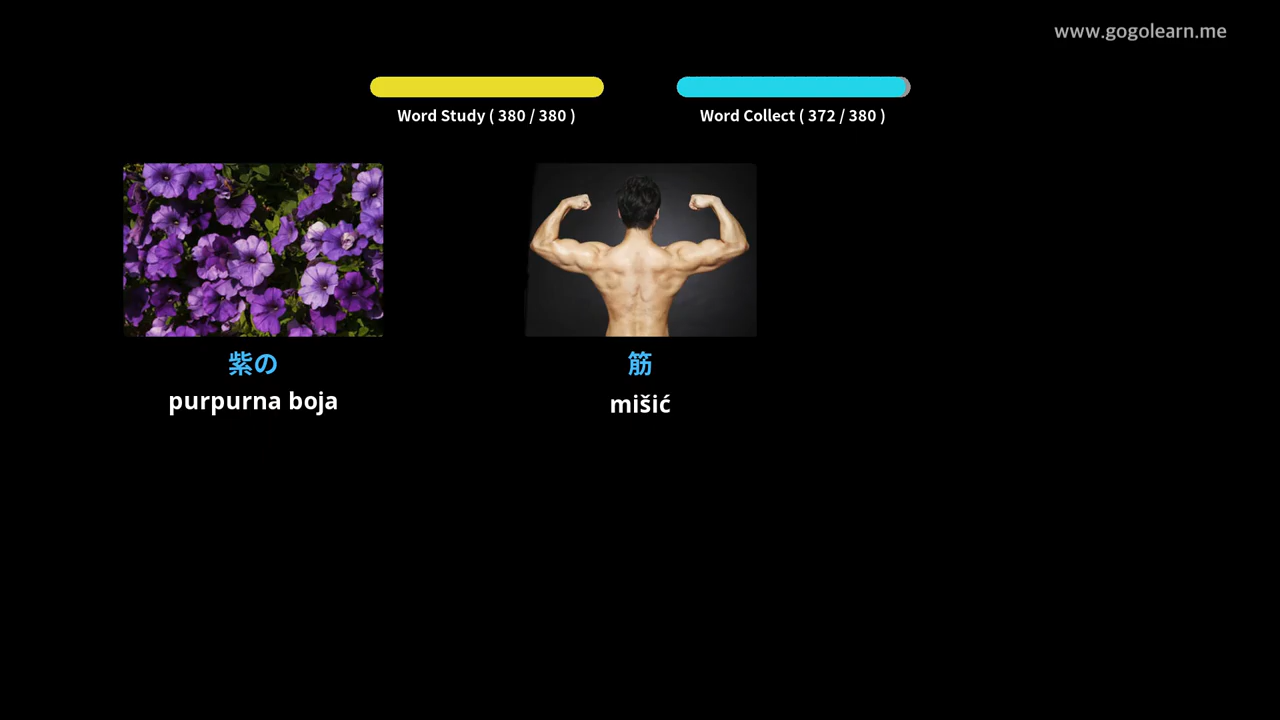 www.gogolearn.me
Word Study ( 380 / 380 )
Word Collect ( 372 / 380 )
紫の
purpurna boja
筋
mišić